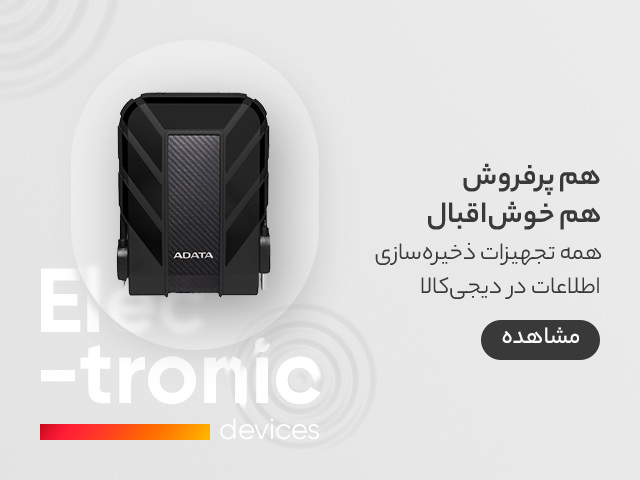 هم پرفروش
هم خوش‌اقبال
همه تجهیزات ذخیره‌سازی
اطلاعات در دیجی‌کالا
مشاهده
ADATA
Elec
-tronic
devices